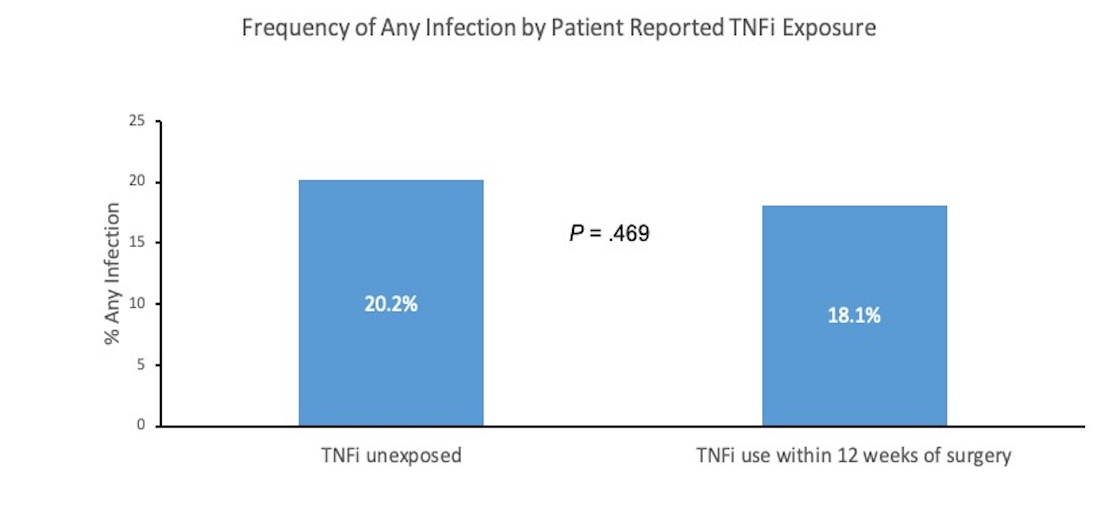 Frequency of Any Infection by Patient Reported TNFi Exposure
25
20
15
10
5
0
% Any Infection
20.2%
P = .469
18.1%
TNFi unexposed
TNFi use within 12 weeks of surgery